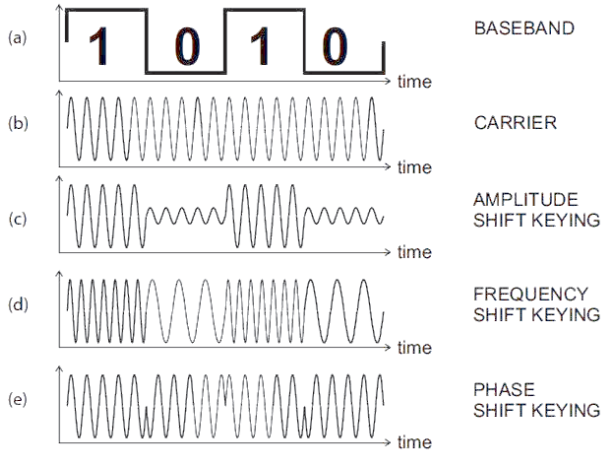 (a) 1 0 1 0 BASEBAND
time
(b) CARRIER
time
(c) AMPLITUDE
SHIFT KEYING
time
(d) FREQUENCY
SHIFT KEYING
time
(e) PHASE
SHIFT KEYING
time